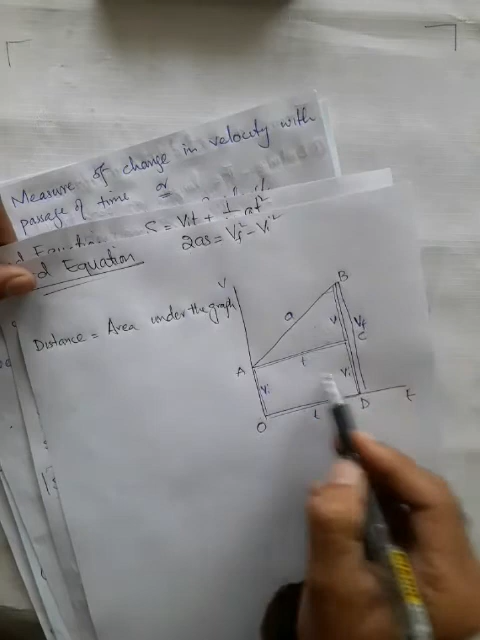 Measure of change in velocity with
passage of time or
S = Vit + 1/2 at²
d Equation
2as = Vf² - Vi²
Distance = Area under the graph
V
B
a
V
Vf
C
A
t
Vi
Vi
O
t
D
t